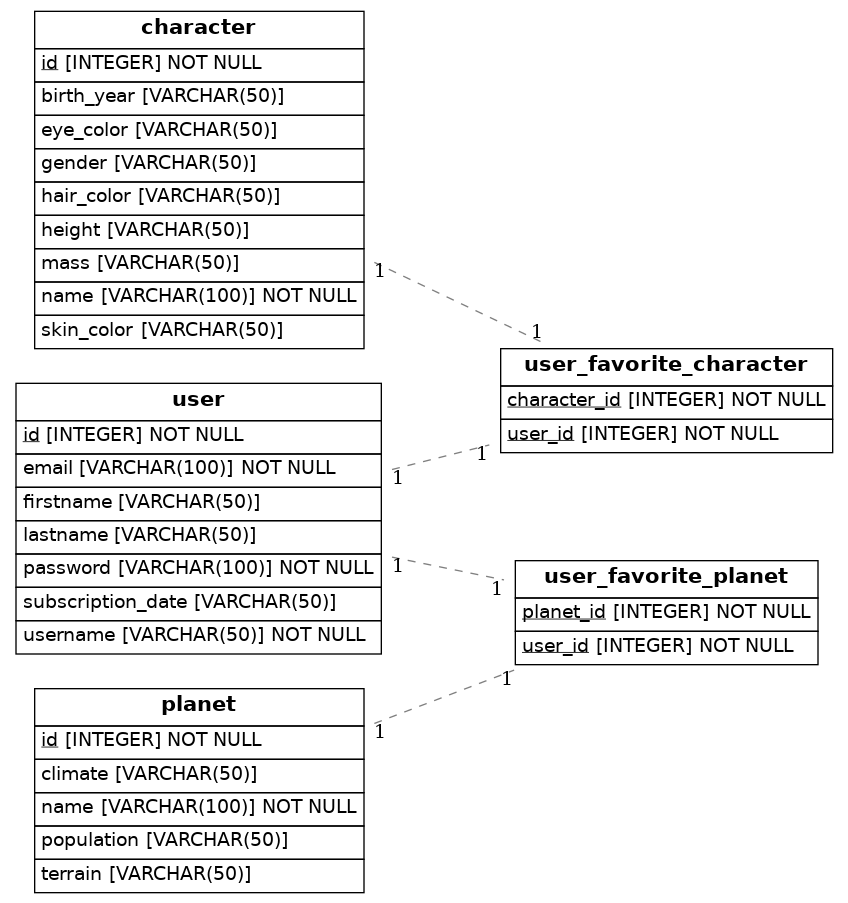 character
id [INTEGER] NOT NULL
birth_year [VARCHAR(50)]
eye_color [VARCHAR(50)]
gender [VARCHAR(50)]
hair_color [VARCHAR(50)]
height [VARCHAR(50)]
mass [VARCHAR(50)]
name [VARCHAR(100)] NOT NULL
skin_color [VARCHAR(50)]
1
1
user_favorite_character
character_id [INTEGER] NOT NULL
user_id [INTEGER] NOT NULL
user
id [INTEGER] NOT NULL
email [VARCHAR(100)] NOT NULL
firstname [VARCHAR(50)]
lastname [VARCHAR(50)]
password [VARCHAR(100)] NOT NULL
subscription_date [VARCHAR(50)]
username [VARCHAR(50)] NOT NULL
1
1
1
1
user_favorite_planet
planet_id [INTEGER] NOT NULL
user_id [INTEGER] NOT NULL
1
1
planet
id [INTEGER] NOT NULL
climate [VARCHAR(50)]
name [VARCHAR(100)] NOT NULL
population [VARCHAR(50)]
terrain [VARCHAR(50)]